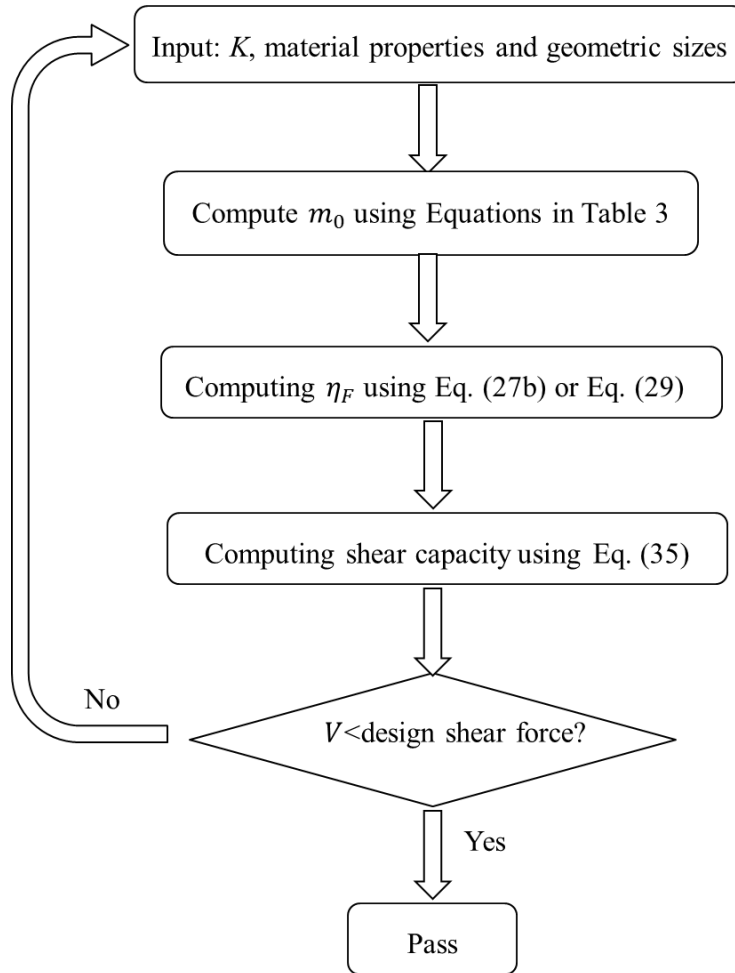 Input: K, material properties and geometric sizes
Compute m₀ using Equations in Table 3
Computing η_F using Eq. (27b) or Eq. (29)
Computing shear capacity using Eq. (35)
No
V<design shear force?
Yes
Pass